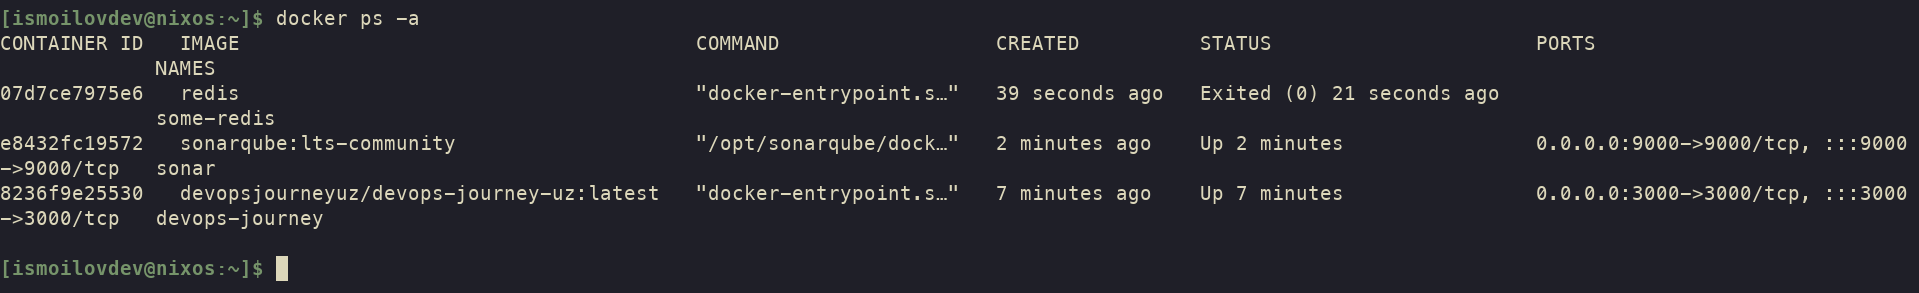 [ismoilovdev@nixos:~]$ docker ps -a
CONTAINER ID   IMAGE                                      COMMAND                  CREATED          STATUS                      PORTS
             NAMES
07d7ce7975e6   redis                                      "docker-entrypoint.s…"   39 seconds ago   Exited (0) 21 seconds ago
             some-redis
e8432fc19572   sonarqube:lts-community                    "/opt/sonarqube/dock…"   2 minutes ago    Up 2 minutes                0.0.0.0:9000->9000/tcp, :::9000
->9000/tcp   sonar
8236f9e25530   devopsjourneyuz/devops-journey-uz:latest   "docker-entrypoint.s…"   7 minutes ago    Up 7 minutes                0.0.0.0:3000->3000/tcp, :::3000
->3000/tcp   devops-journey
[ismoilovdev@nixos:~]$